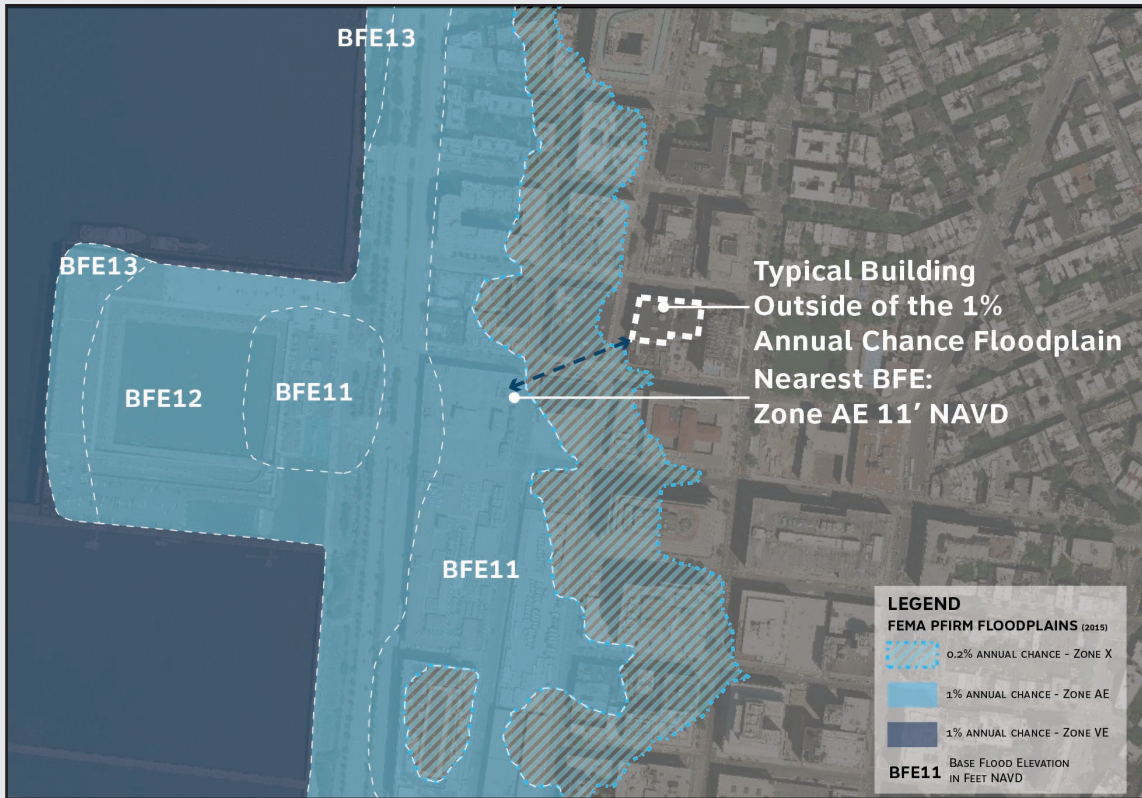 BFE13
BFE13
Typical Building
Outside of the 1%
Annual Chance Floodplain
Nearest BFE:
Zone AE 11’ NAVD
BFE12
BFE11
BFE11
LEGEND
FEMA PFIRM FLOODPLAINS (2015)
0.2% ANNUAL CHANCE - ZONE X
1% ANNUAL CHANCE - ZONE AE
1% ANNUAL CHANCE - ZONE VE
BFE11 BASE FLOOD ELEVATION
IN FEET NAVD